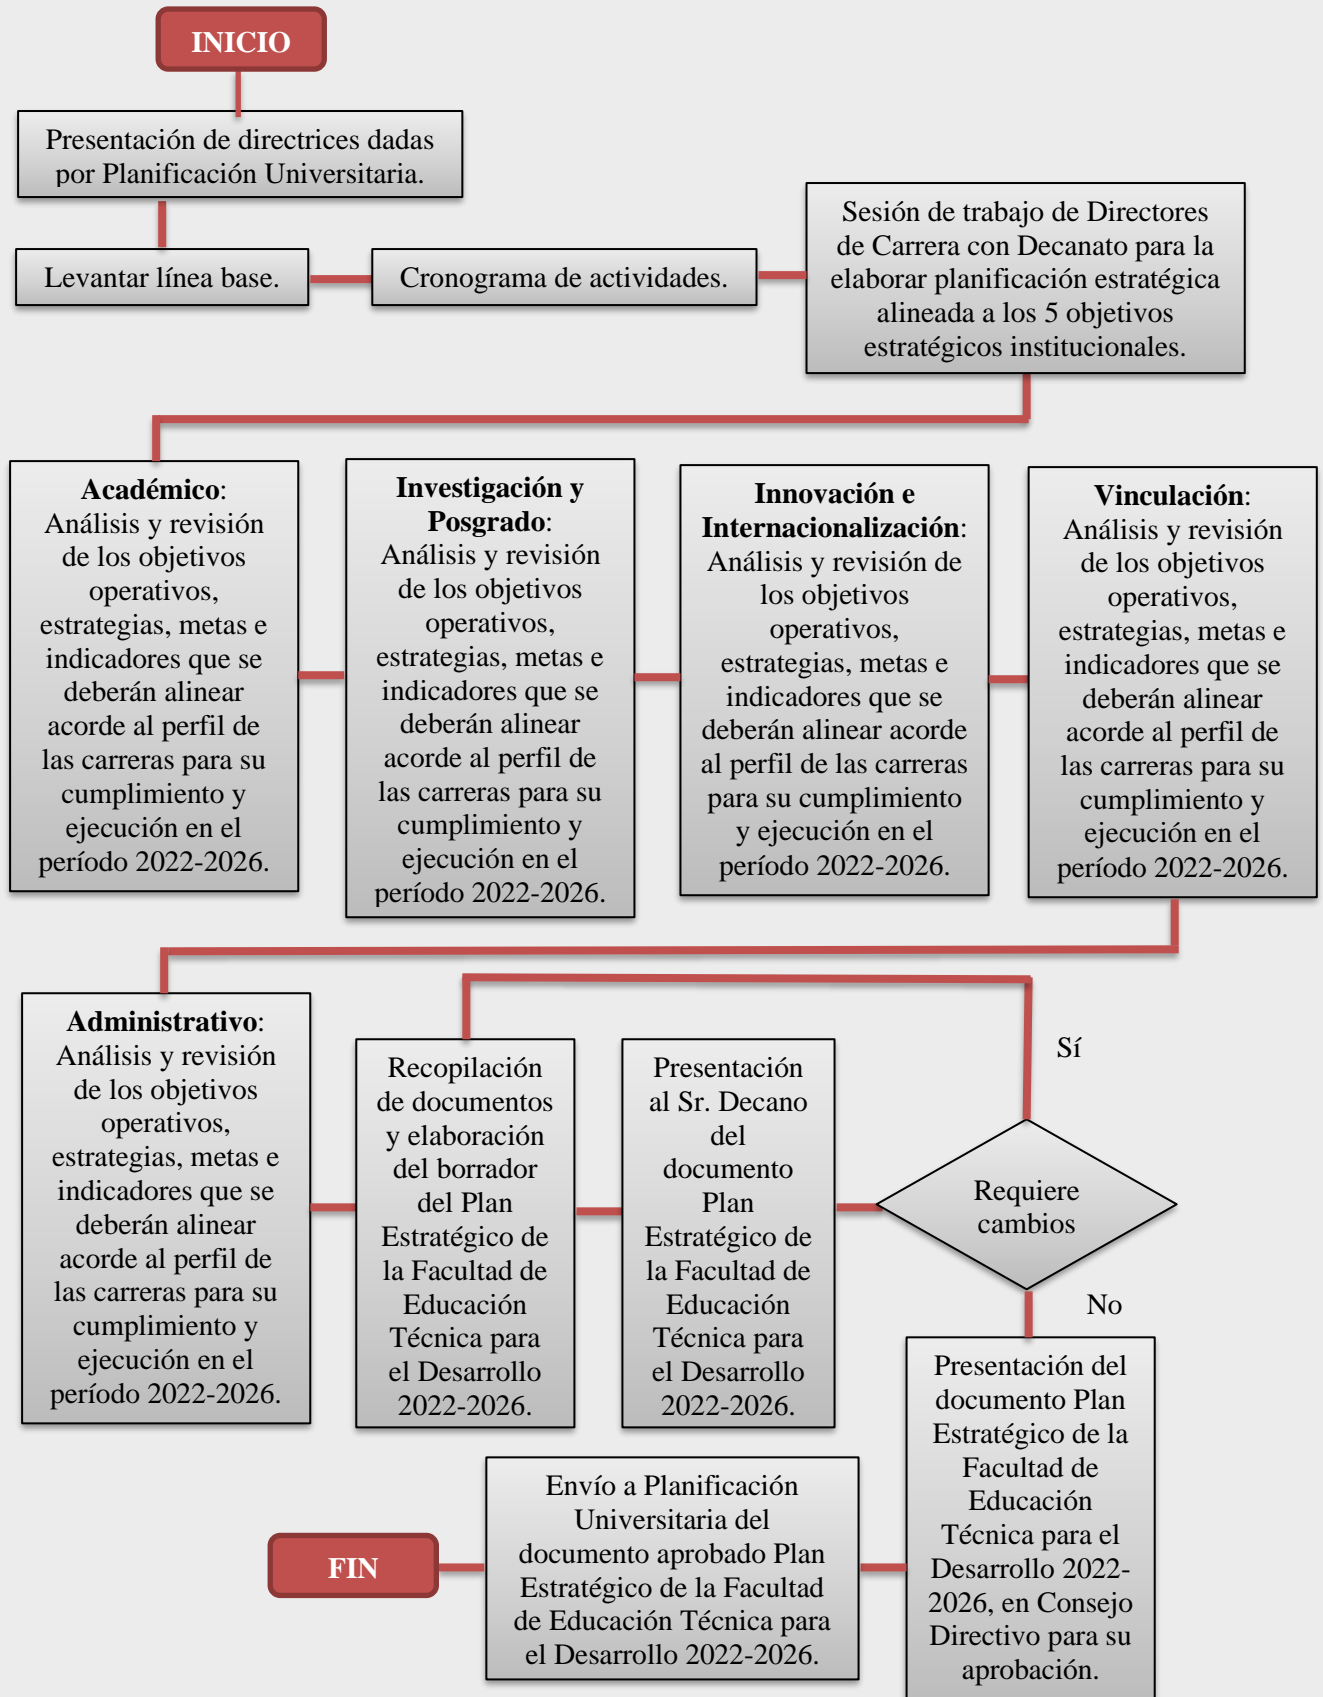 INICIO
Presentación de directrices dadas
por Planificación Universitaria.
Levantar línea base.
Cronograma de actividades.
Sesión de trabajo de Directores
de Carrera con Decanato para la
elaborar planificación estratégica
alineada a los 5 objetivos
estratégicos institucionales.
Académico:
Análisis y revisión
de los objetivos
operativos,
estrategias, metas e
indicadores que se
deberán alinear
acorde al perfil de
las carreras para su
cumplimiento y
ejecución en el
período 2022-2026.
Investigación y
Posgrado:
Análisis y revisión
de los objetivos
operativos,
estrategias, metas e
indicadores que se
deberán alinear
acorde al perfil de
las carreras para su
cumplimiento y
ejecución en el
período 2022-2026.
Innovación e
Internacionalización:
Análisis y revisión de
los objetivos
operativos,
estrategias, metas e
indicadores que se
deberán alinear acorde
al perfil de las carreras
para su cumplimiento
y ejecución en el
período 2022-2026.
Vinculación:
Análisis y revisión
de los objetivos
operativos,
estrategias, metas e
indicadores que se
deberán alinear
acorde al perfil de
las carreras para su
cumplimiento y
ejecución en el
período 2022-2026.
Administrativo:
Análisis y revisión
de los objetivos
operativos,
estrategias, metas e
indicadores que se
deberán alinear
acorde al perfil de
las carreras para su
cumplimiento y
ejecución en el
período 2022-2026.
Recopilación
de documentos
y elaboración
del borrador
del Plan
Estratégico de
la Facultad de
Educación
Técnica para
el Desarrollo
2022-2026.
Presentación
al Sr. Decano
del
documento
Plan
Estratégico de
la Facultad de
Educación
Técnica para
el Desarrollo
2022-2026.
Sí
Requiere
cambios
No
Presentación del
documento Plan
Estratégico de la
Facultad de
Educación
Técnica para el
Desarrollo 2022-
2026, en Consejo
Directivo para su
aprobación.
Envío a Planificación
Universitaria del
documento aprobado Plan
Estratégico de la Facultad
de Educación Técnica para
el Desarrollo 2022-2026.
FIN